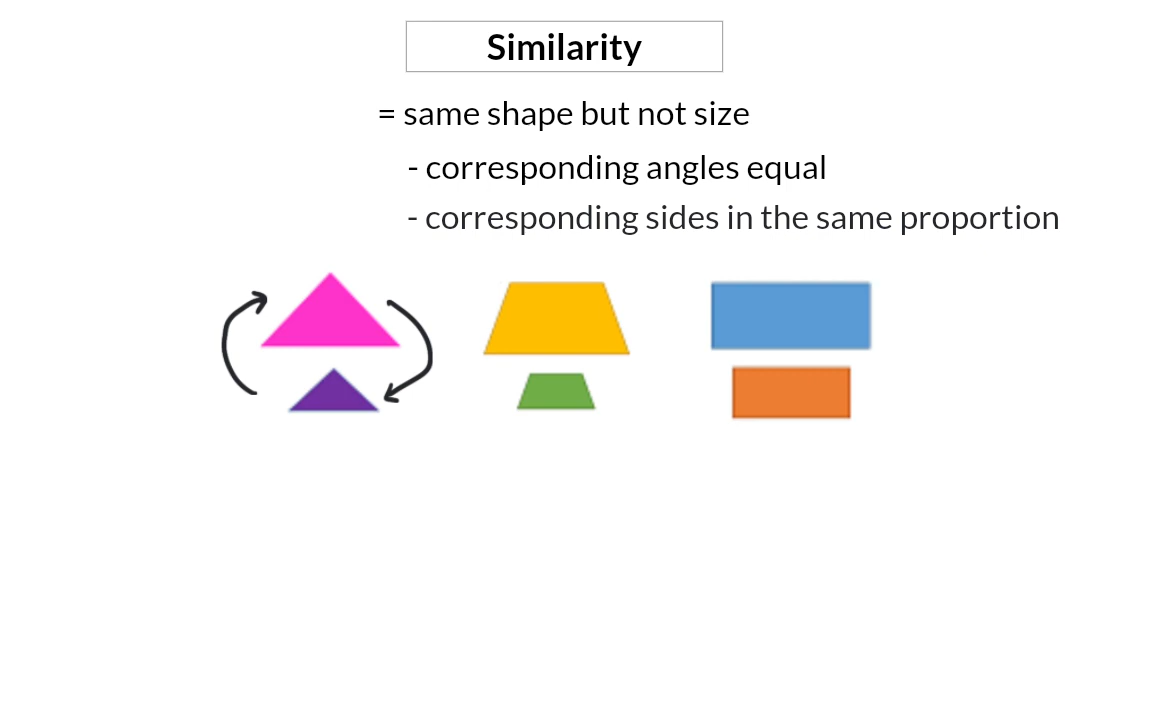 Similarity
= same shape but not size
- corresponding angles equal
- corresponding sides in the same proportion